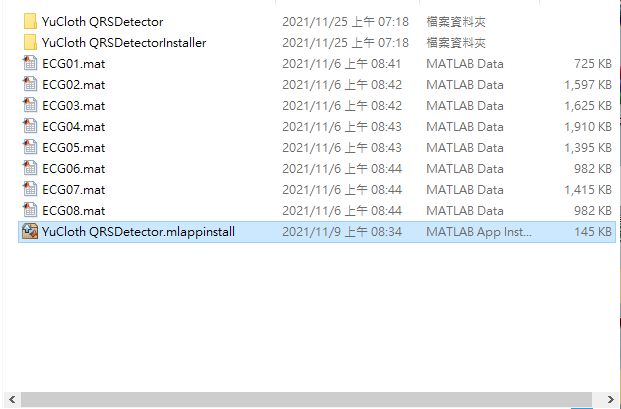 YuCloth QRSDetector 2021/11/25 上午 07:18 檔案資料夾
YuCloth QRSDetectorInstaller 2021/11/25 上午 07:18 檔案資料夾
ECG01.mat 2021/11/6 上午 08:41 MATLAB Data 725 KB
ECG02.mat 2021/11/6 上午 08:42 MATLAB Data 1,597 KB
ECG03.mat 2021/11/6 上午 08:42 MATLAB Data 1,625 KB
ECG04.mat 2021/11/6 上午 08:43 MATLAB Data 1,910 KB
ECG05.mat 2021/11/6 上午 08:43 MATLAB Data 1,395 KB
ECG06.mat 2021/11/6 上午 08:44 MATLAB Data 982 KB
ECG07.mat 2021/11/6 上午 08:44 MATLAB Data 1,415 KB
ECG08.mat 2021/11/6 上午 08:44 MATLAB Data 982 KB
YuCloth QRSDetector.mlappinstall 2021/11/9 上午 08:34 MATLAB App Inst... 145 KB